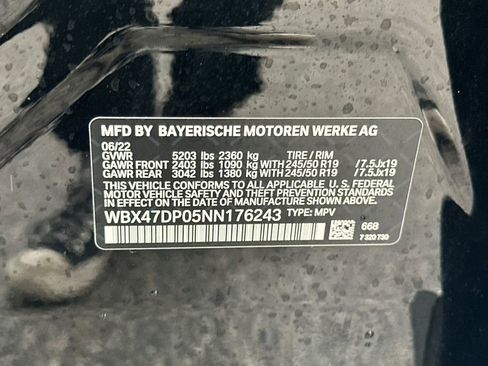 MFD BY BAYERISCHE MOTOREN WERKE AG
06/22
GVWR 5203 lbs 2360 kg TIRE / RIM
GAWR FRONT 2403 lbs 1090 kg WITH 245/50 R19 /7.5Jx19
GAWR REAR 3042 lbs 1380 kg WITH 245/50 R19 /7.5Jx19
THIS VEHICLE CONFORMS TO ALL APPLICABLE U. S. FEDERAL
MOTOR VEHICLE SAFETY AND THEFT PREVENTION STANDARDS
IN EFFECT ON THE DATE OF MANUFACTURE SHOWN ABOVE.
WBX47DP05NN176243 TYPE: MPV
668
7 320 730